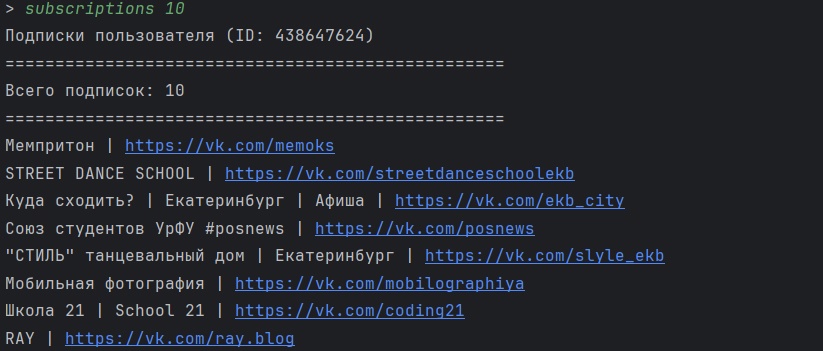 > subscriptions 10
Подписки пользователя (ID: 438647624)
==================================================
Всего подписок: 10
==================================================
Мемпритон | https://vk.com/memoks
STREET DANCE SCHOOL | https://vk.com/streetdanceschoolekb
Куда сходить? | Екатеринбург | Афиша | https://vk.com/ekb_city
Союз студентов УрФУ #posnews | https://vk.com/posnews
"СТИЛЬ" танцевальный дом | Екатеринбург | https://vk.com/slyle_ekb
Мобильная фотография | https://vk.com/mobilographiya
Школа 21 | School 21 | https://vk.com/coding21
RAY | https://vk.com/ray.blog